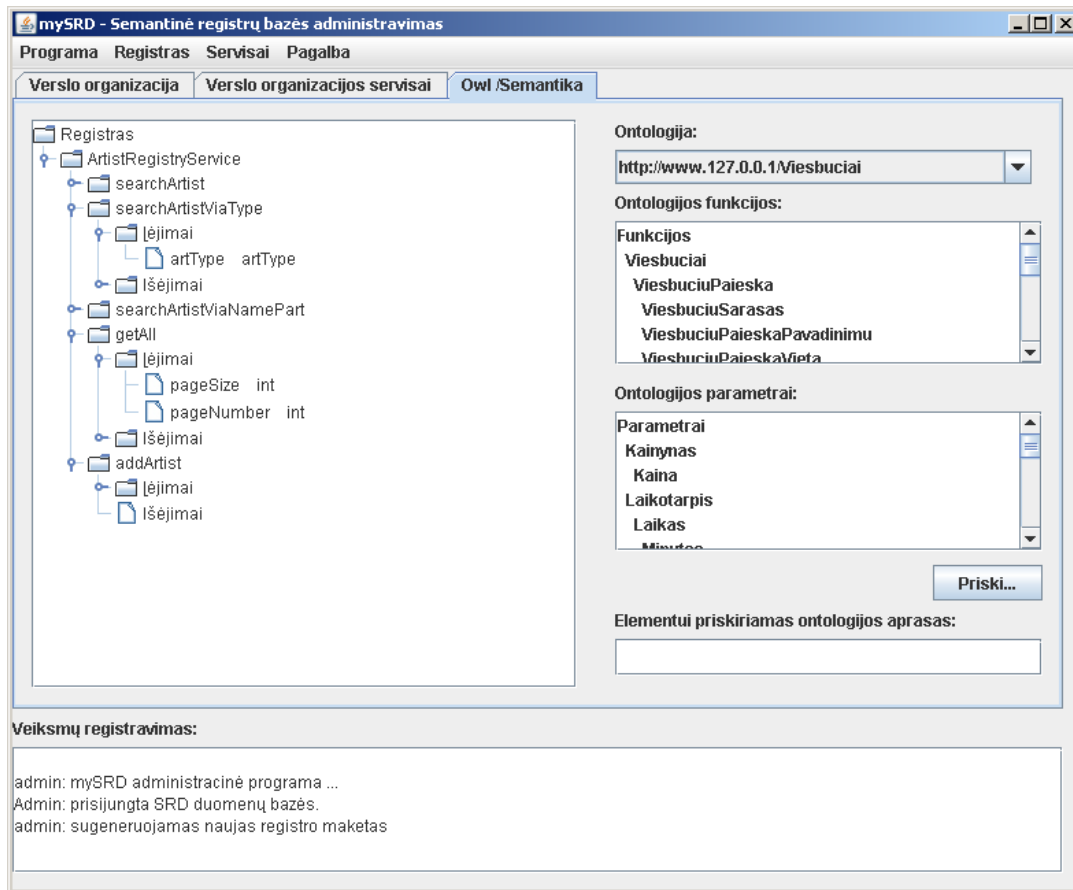 mySRD - Semantinė registrų bazės administravimas
Programa Registras Servisai Pagalba
Verslo organizacija Verslo organizacijos servisai Owl /Semantika
Registras
ArtistRegistryService
searchArtist
searchArtistViaType
Įėjimai
artType artType
Išėjimai
searchArtistViaNamePart
getAll
Įėjimai
pageSize int
pageNumber int
Išėjimai
addArtist
Įėjimai
Išėjimai
Ontologija:
http://www.127.0.0.1/Viesbuciai
Ontologijos funkcijos:
Funkcijos
Viesbuciai
ViesbuciuPaieska
ViesbuciuSarasas
ViesbuciuPaieskaPavadinimu
ViesbuciuPaieskaVieta
Ontologijos parametrai:
Parametrai
Kainynas
Kaina
Laikotarpis
Laikas
Minutes
Priski...
Elementui priskiriamas ontologijos aprasas:
Veiksmų registravimas:
admin: mySRD administracinė programa ...
Admin: prisijungta SRD duomenų bazės.
admin: sugeneruojamas naujas registro maketas